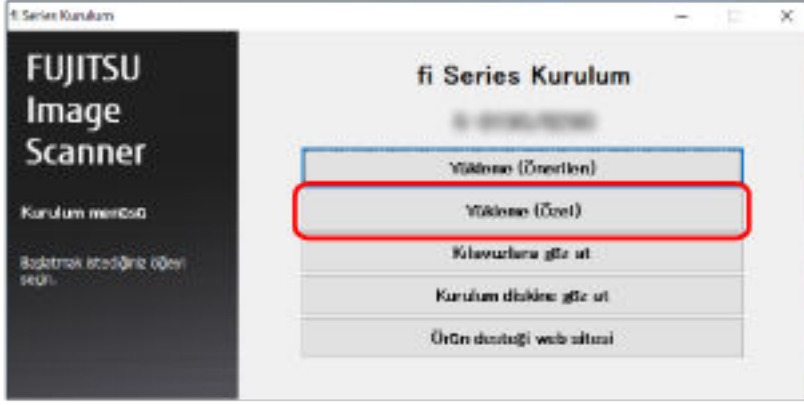 fi Series Kurulum
FUJITSU
Image
Scanner
Kurulum menüsü
Başlatmak istediğiniz öğeyi
seçin.
fi Series Kurulum
Yükleme (Önerilen)
Yükleme (Özel)
Kılavuzlara göz at
Kurulum diskine göz at
Ürün desteği web sitesi